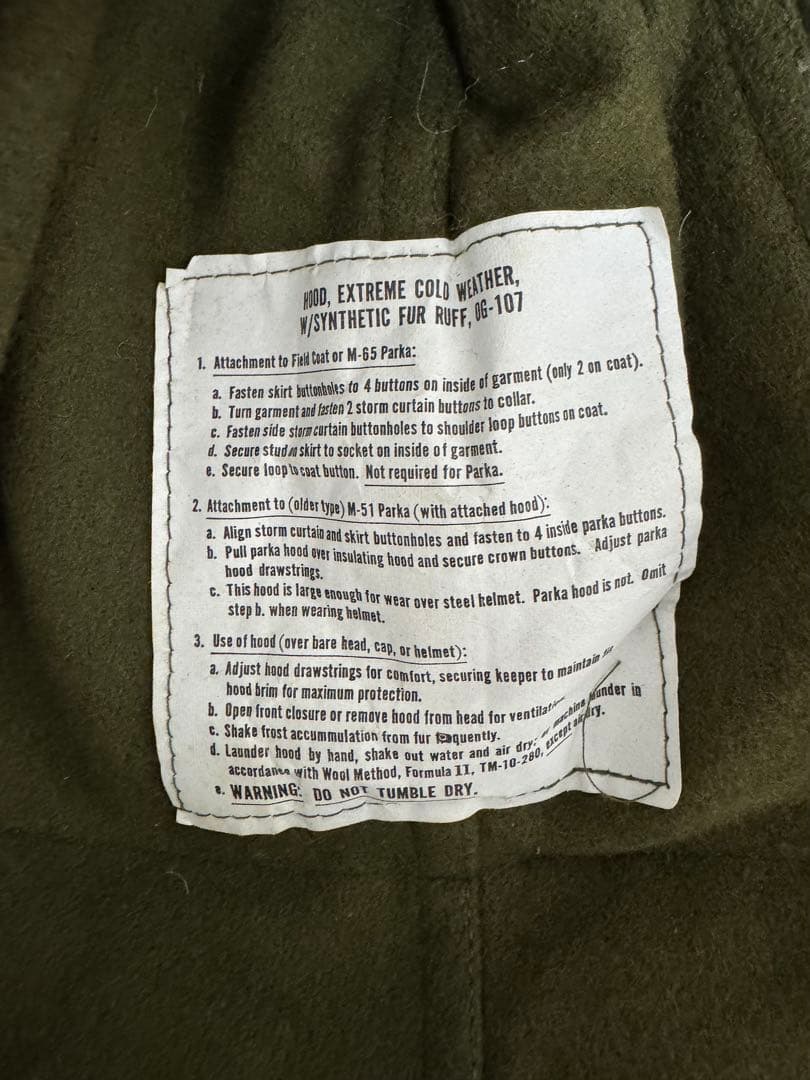 HOOD, EXTREME COLD WEATHER,
W/SYNTHETIC FUR RUFF, OG-107
1. Attachment to Field Coat or M-65 Parka:
a. Fasten skirt buttonholes to 4 buttons on inside of garment (only 2 on coat).
b. Turn garment and fasten 2 storm curtain buttons to collar.
c. Fasten side storm curtain buttonholes to shoulder loop buttons on coat.
d. Secure stud in skirt to socket on inside of garment.
e. Secure loop to coat button. Not required for Parka.
2. Attachment to (older type) M-51 Parka (with attached hood):
a. Align storm curtain and skirt buttonholes and fasten to 4 inside parka buttons.
b. Pull parka hood over insulating hood and secure crown buttons. Adjust parka
hood drawstrings.
c. This hood is large enough for wear over steel helmet. Parka hood is not. Omit
step b. when wearing helmet.
3. Use of hood (over bare head, cap, or helmet):
a. Adjust hood drawstrings for comfort, securing keeper to maintain
hood brim for maximum protection.
b. Open front closure or remove hood from head for
c. Shake frost accummulation from fur
d. Launder hood by hand, shake out water and air dry; or machine launder in
accordance with Wool Method, Formula II, TM-10-280, except air dry.
e. WARNING: DO NOT TUMBLE DRY.